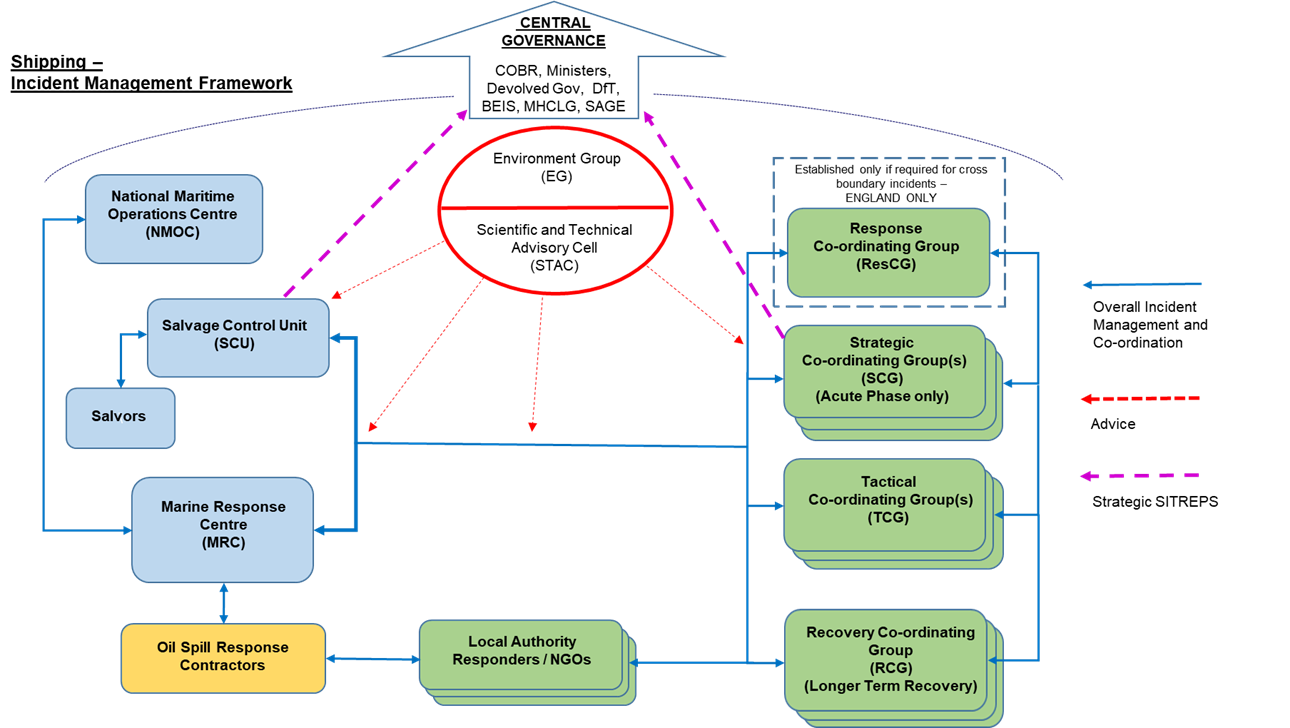 Shipping –
Incident Management Framework
CENTRAL
GOVERNANCE
COBR, Ministers,
Devolved Gov, DfT,
BEIS, MHCLG, SAGE
Environment Group
(EG)
Scientific and Technical
Advisory Cell
(STAC)
National Maritime
Operations Centre
(NMOC)
Salvage Control Unit
(SCU)
Salvors
Marine Response
Centre
(MRC)
Oil Spill Response
Contractors
Local Authority
Responders / NGOs
Established only if required for cross
boundary incidents –
ENGLAND ONLY
Response
Co-ordinating Group
(ResCG)
Strategic
Co-ordinating Group(s)
(SCG)
(Acute Phase only)
Tactical
Co-ordinating Group(s)
(TCG)
Recovery Co-ordinating
Group
(RCG)
(Longer Term Recovery)
Overall Incident
Management and
Co-ordination
Advice
Strategic SITREPS